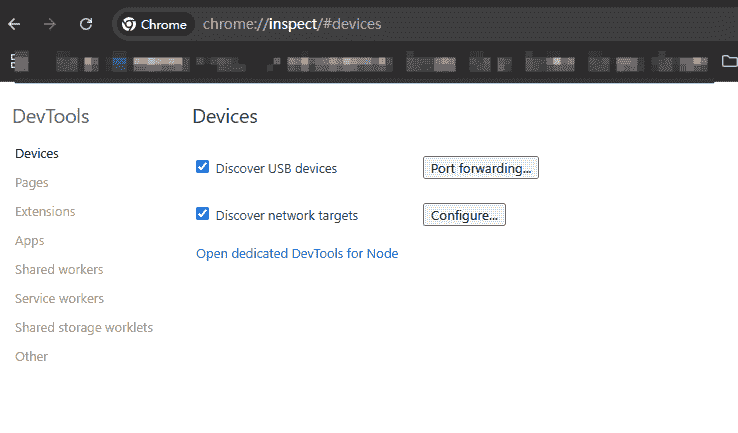 Chrome chrome://inspect/#devices
DevTools
Devices
Pages
Extensions
Apps
Shared workers
Service workers
Shared storage worklets
Other
Devices
Discover USB devices Port forwarding...
Discover network targets Configure...
Open dedicated DevTools for Node